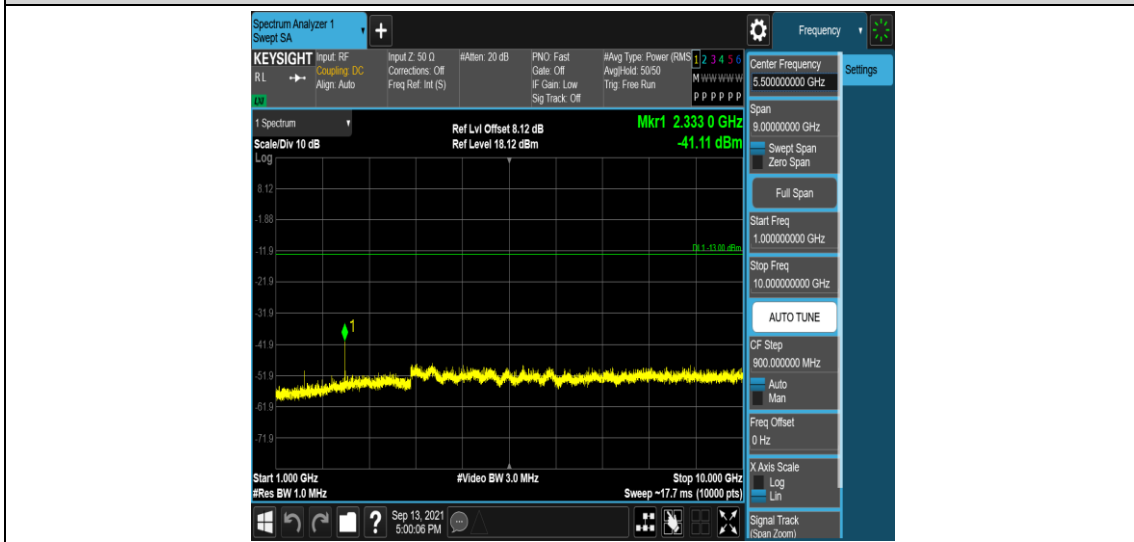 Spectrum Analyzer 1
Swept SA
+
Frequency
KEYSIGHT
RL
LXI
Input: RF
Coupling: DC
Align: Auto
Input Z: 50 Ω
Corrections: Off
Freq Ref: Int (S)
#Atten: 20 dB
PNO: Fast
Gate: Off
IF Gain: Low
Sig Track: Off
#Avg Type: Power (RMS
Avg|Hold: 50/50
Trig: Free Run
1 2 3 4 5 6
M W W W W W
P P P P P P
1 Spectrum
Scale/Div 10 dB
Ref Lvl Offset 8.12 dB
Ref Level 18.12 dBm
Mkr1 2.333 0 GHz
-41.11 dBm
Log
8.12
-1.88
-11.9
DL1 -13.00 dBm
-21.9
-31.9
1
-41.9
-51.9
-61.9
-71.9
Start 1.000 GHz
#Video BW 3.0 MHz
Stop 10.000 GHz
#Res BW 1.0 MHz
Sweep ~17.7 ms (10000 pts)
?
Sep 13, 2021
5:00:06 PM
Center Frequency
5.500000000 GHz
Settings
Span
9.00000000 GHz
Swept Span
Zero Span
Full Span
Start Freq
1.000000000 GHz
Stop Freq
10.000000000 GHz
AUTO TUNE
CF Step
900.000000 MHz
Auto
Man
Freq Offset
0 Hz
X Axis Scale
Log
Lin
Signal Track
(Span Zoom)